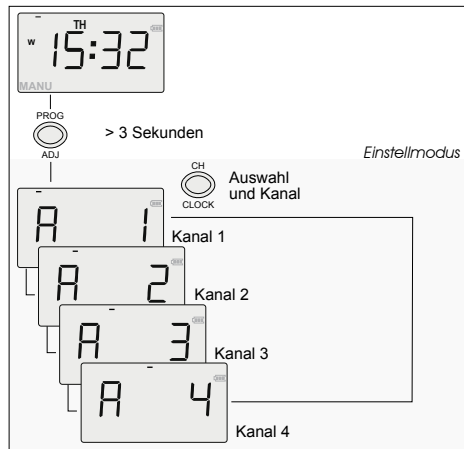 TH
W 15:32
MANU
PROG
> 3 Sekunden
ADJ
Einstellmodus
CH
Auswahl
und Kanal
CLOCK
A 1
Kanal 1
A 2
Kanal 2
A 3
Kanal 3
A 4
Kanal 4